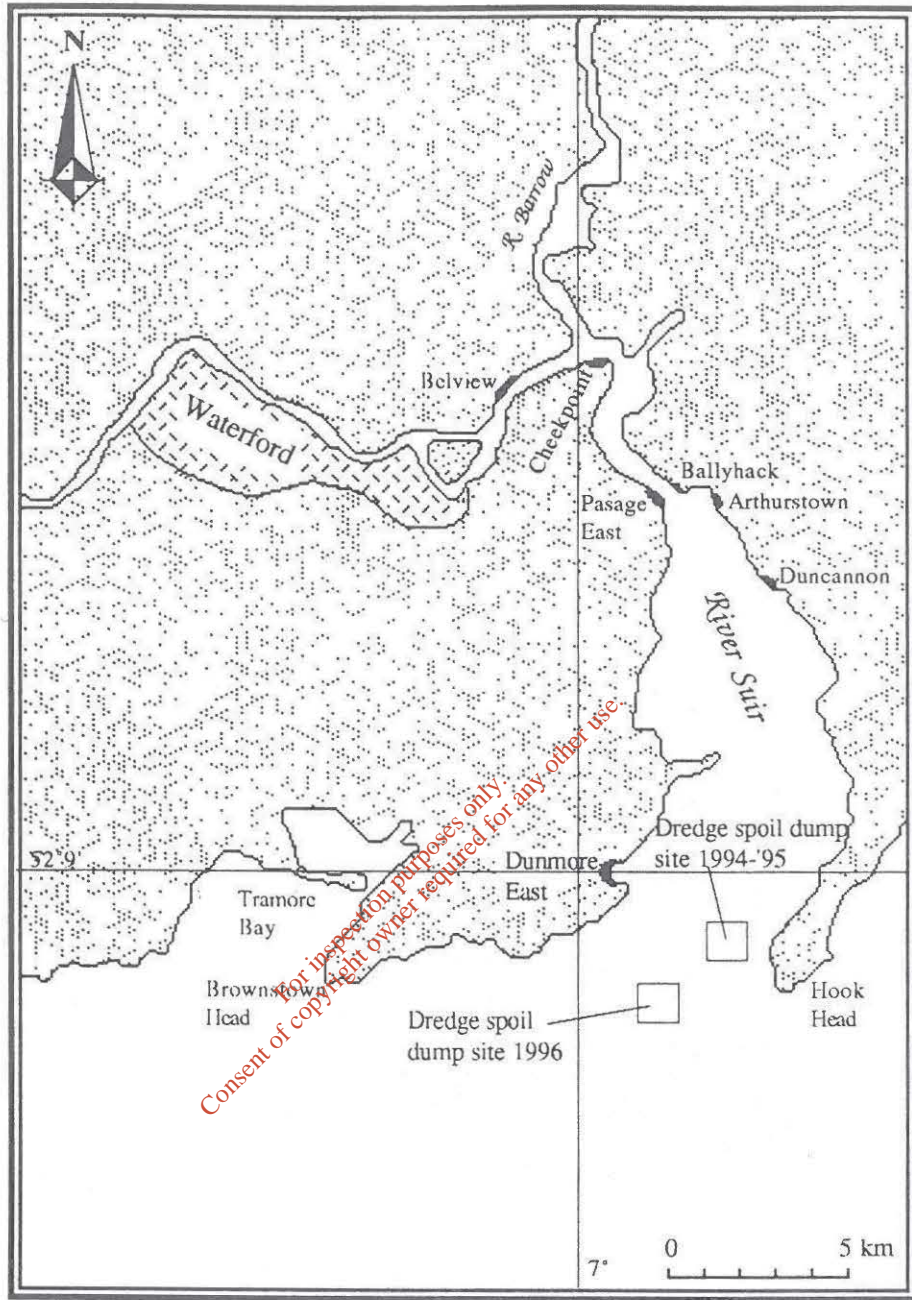 N
R. Barrow
Belview
Cheekpoint
Waterford
Ballyhack
Arthurstown
Pasage
East
Duncannon
River Suir
Dredge spoil dump
site 1994-'95
52°9
Dunmore
East
Tramore
Bay
Brownstown
Head
Hook
Head
Dredge spoil
dump site 1996
For inspection purposes only.
Consent of copyright owner required for any other use.
7°
0 5 km